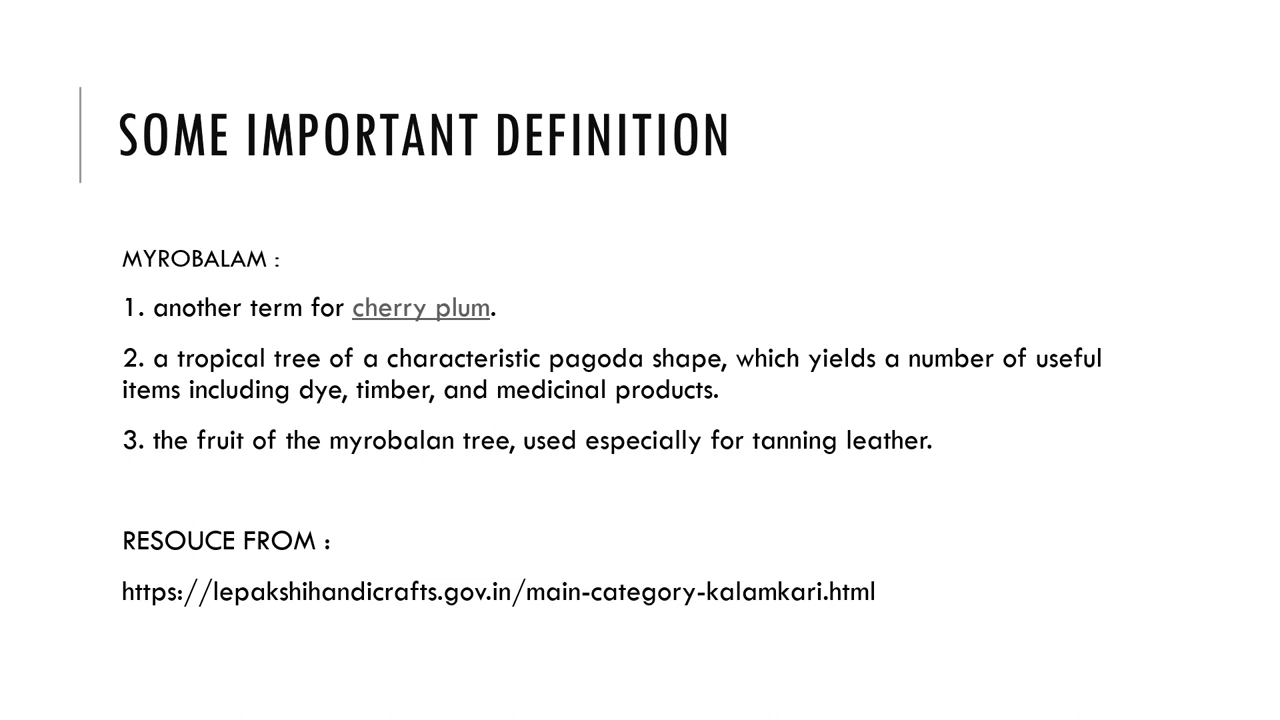 SOME IMPORTANT DEFINITION
MYROBALAM :
1. another term for cherry plum.
2. a tropical tree of a characteristic pagoda shape, which yields a number of useful
items including dye, timber, and medicinal products.
3. the fruit of the myrobalan tree, used especially for tanning leather.
RESOUCE FROM :
https://lepakshihandicrafts.gov.in/main-category-kalamkari.html